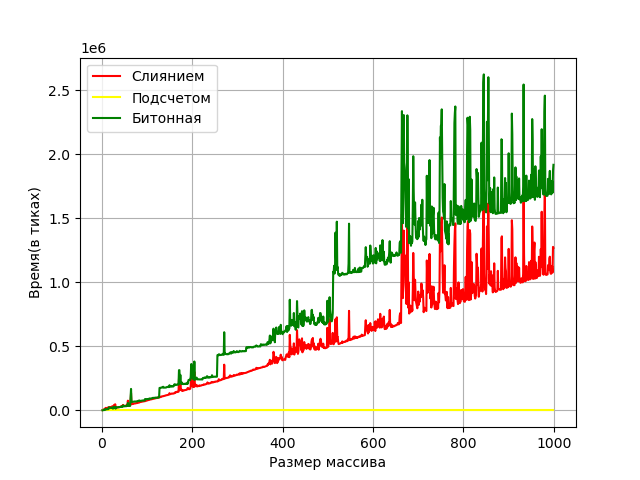 1e6
Слиянием
Подсчетом
Битонная
2.5
2.0
1.5
1.0
0.5
0.0
Время(в тиках)
0 200 400 600 800 1000
Размер массива